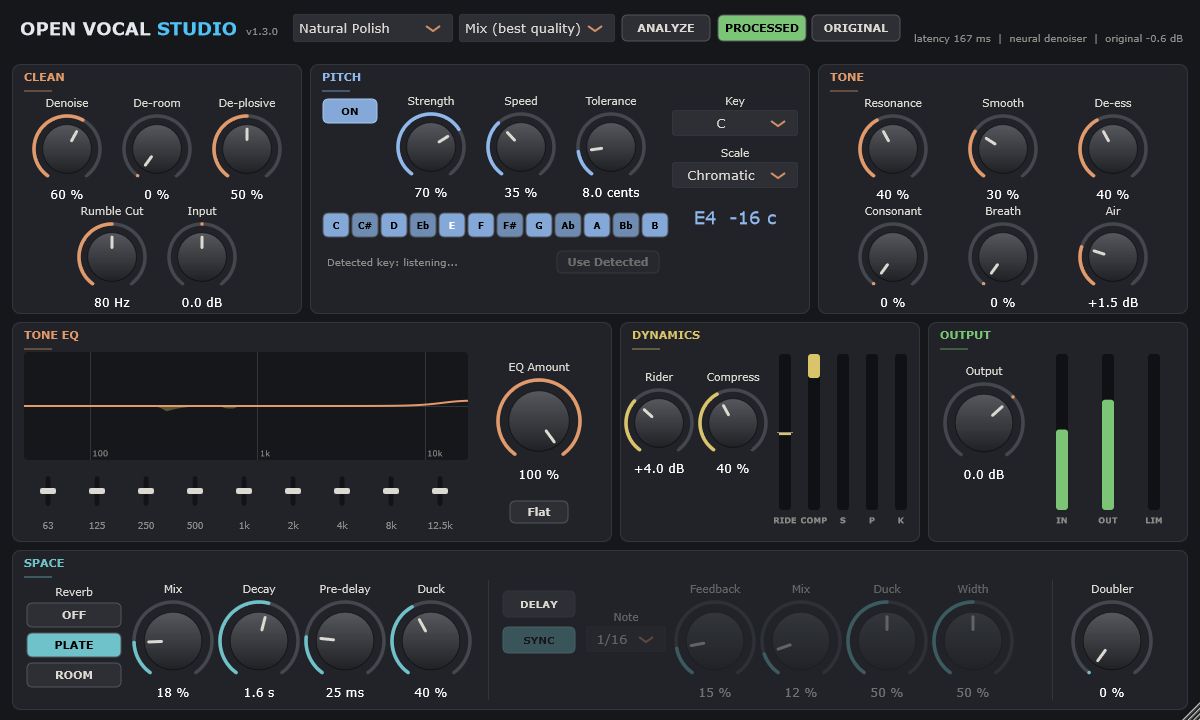 OPEN VOCAL STUDIO v1.3.0
Natural Polish
Mix (best quality)
ANALYZE
PROCESSED
ORIGINAL
latency 167 ms | neural denoiser | original -0.6 dB
CLEAN
Denoise De-room De-plosive
60 % 0 % 50 %
Rumble Cut Input
80 Hz 0.0 dB
PITCH
ON
Strength Speed Tolerance
70 % 35 % 8.0 cents
Key
C
Scale
Chromatic
C C# D Eb E F F# G Ab A Bb B
E4 -16 c
Detected key: listening...
Use Detected
TONE
Resonance Smooth De-ess
40 % 30 % 40 %
Consonant Breath Air
0 % 0 % +1.5 dB
TONE EQ
100 1k 10k
63 125 250 500 1k 2k 4k 8k 12.5k
EQ Amount
100 %
Flat
DYNAMICS
Rider Compress
+4.0 dB 40 %
RIDE COMP S P K
OUTPUT
Output
0.0 dB
IN OUT LIM
SPACE
Reverb
OFF
PLATE
ROOM
Mix Decay Pre-delay Duck
18 % 1.6 s 25 ms 40 %
DELAY
SYNC
Note
1/16
Feedback Mix Duck Width
15 % 12 % 50 % 50 %
Doubler
0 %